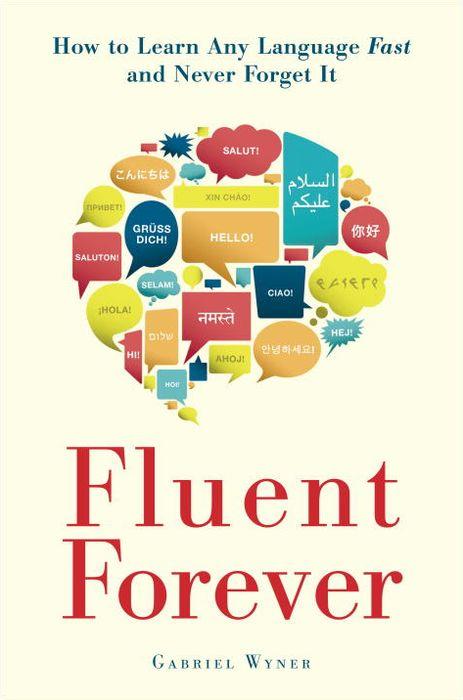 How to Learn Any Language Fast
and Never Forget It
SALUT!
こんにちは
السلام
عليكم
XIN CHÀO!
ПРИВЕТ!
GRÜSS
DICH!
HELLO!
你好
SALUTON!
SELAM!
CIAO!
¡HOLA!
नमस्ते
HEJ!
שלום
HI!
안녕하세요!
AHOJ!
HOI!
Fluent
Forever
GABRIEL WYNER